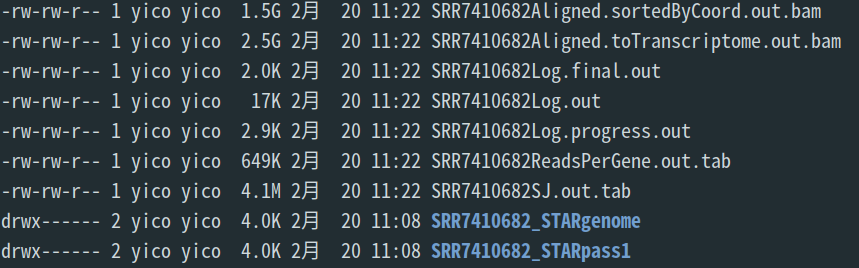 -rw-rw-r-- 1 yico yico 1.5G 2月 20 11:22 SRR7410682Aligned.sortedByCoord.out.bam
-rw-rw-r-- 1 yico yico 2.5G 2月 20 11:22 SRR7410682Aligned.toTranscriptome.out.bam
-rw-rw-r-- 1 yico yico 2.0K 2月 20 11:22 SRR7410682Log.final.out
-rw-rw-r-- 1 yico yico 17K 2月 20 11:22 SRR7410682Log.out
-rw-rw-r-- 1 yico yico 2.9K 2月 20 11:22 SRR7410682Log.progress.out
-rw-rw-r-- 1 yico yico 649K 2月 20 11:22 SRR7410682ReadsPerGene.out.tab
-rw-rw-r-- 1 yico yico 4.1M 2月 20 11:22 SRR7410682SJ.out.tab
drwx------ 2 yico yico 4.0K 2月 20 11:08 SRR7410682_STARgenome
drwx------ 2 yico yico 4.0K 2月 20 11:08 SRR7410682_STARpass1